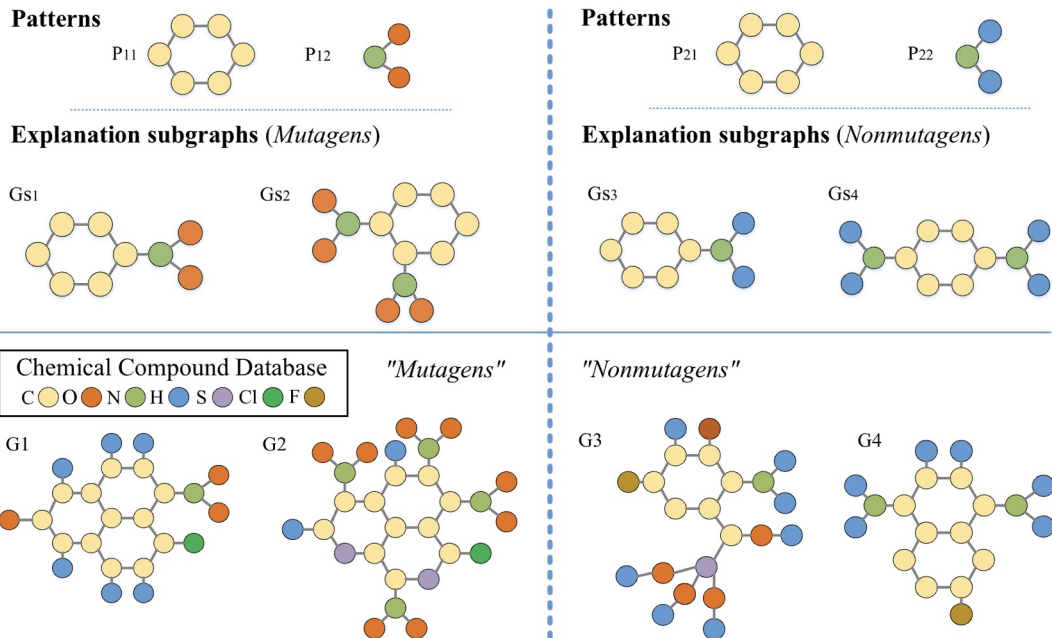 Patterns
P11
P12
Explanation subgraphs (Mutagens)
Gs1
Gs2
Patterns
P21
P22
Explanation subgraphs (Nonmutagens)
Gs3
Gs4
Chemical Compound Database
C O N H S Cl F
"Mutagens"
G1
G2
"Nonmutagens"
G3
G4